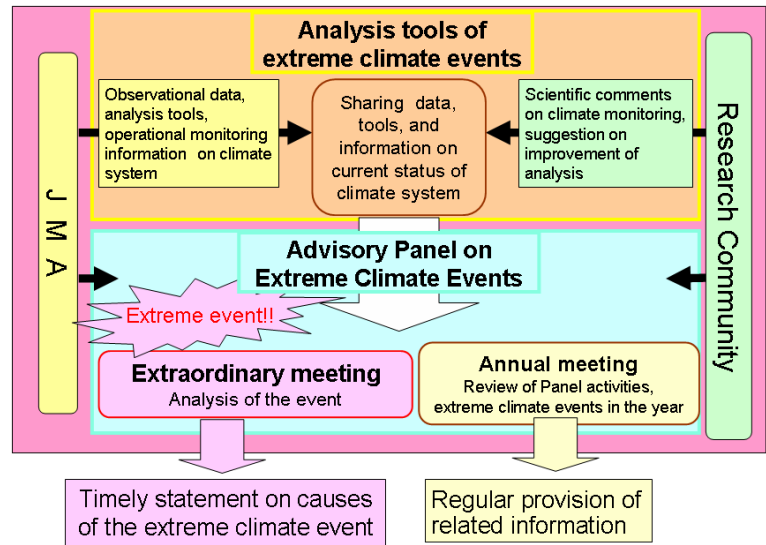 Analysis tools of
extreme climate events
Observational data,
analysis tools,
operational monitoring
information on climate
system
Sharing data,
tools, and
information on
current status of
climate system
Scientific comments
on climate monitoring,
suggestion on
improvement of
analysis
J M A
Research Community
Advisory Panel on
Extreme Climate Events
Extreme event!!
Extraordinary meeting
Analysis of the event
Annual meeting
Review of Panel activities,
extreme climate events in the year
Timely statement on causes
of the extreme climate event
Regular provision of
related information